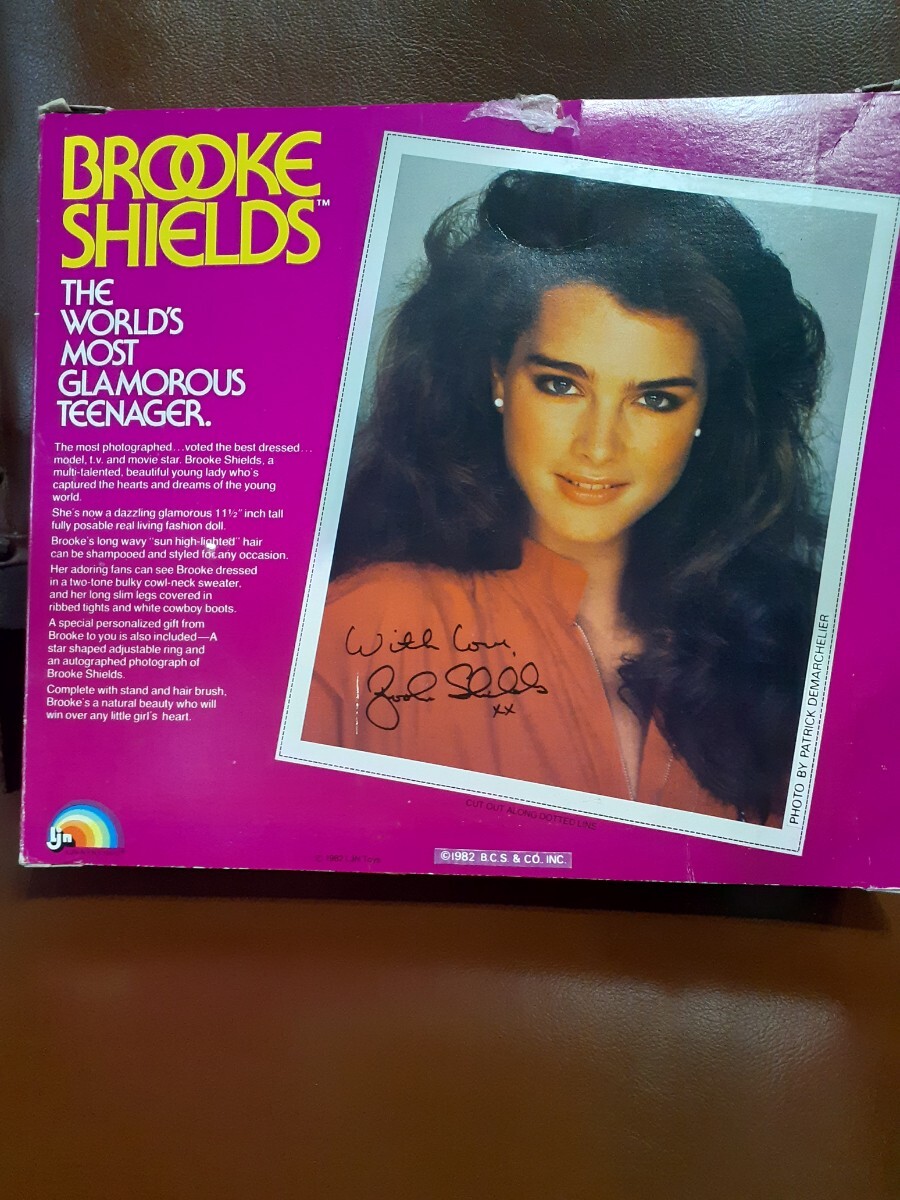 BROOKE
SHIELDS™
THE
WORLD'S
MOST
GLAMOROUS
TEENAGER.
The most photographed...voted the best dressed...
model, t.v. and movie star. Brooke Shields, a
multi-talented, beautiful young lady who's
captured the hearts and dreams of the young
world.
She's now a dazzling glamorous 11½" inch tall
fully posable real living fashion doll.
Brooke's long wavy "sun high-lighted" hair
can be shampooed and styled for any occasion.
Her adoring fans can see Brooke dressed
in a two-tone bulky cowl-neck sweater,
and her long slim legs covered in
ribbed tights and white cowboy boots.
A special personalized gift from
Brooke to you is also included—A
star shaped adjustable ring and
an autographed photograph of
Brooke Shields.
Complete with stand and hair brush,
Brooke's a natural beauty who will
win over any little girl's heart.
With Love,
Brooke Shields
xx
PHOTO BY PATRICK DEMARCHELIER
CUT OUT ALONG DOTTED LINE
ljn
© 1982 LJN Toys
©1982 B.C.S. & CO. INC.